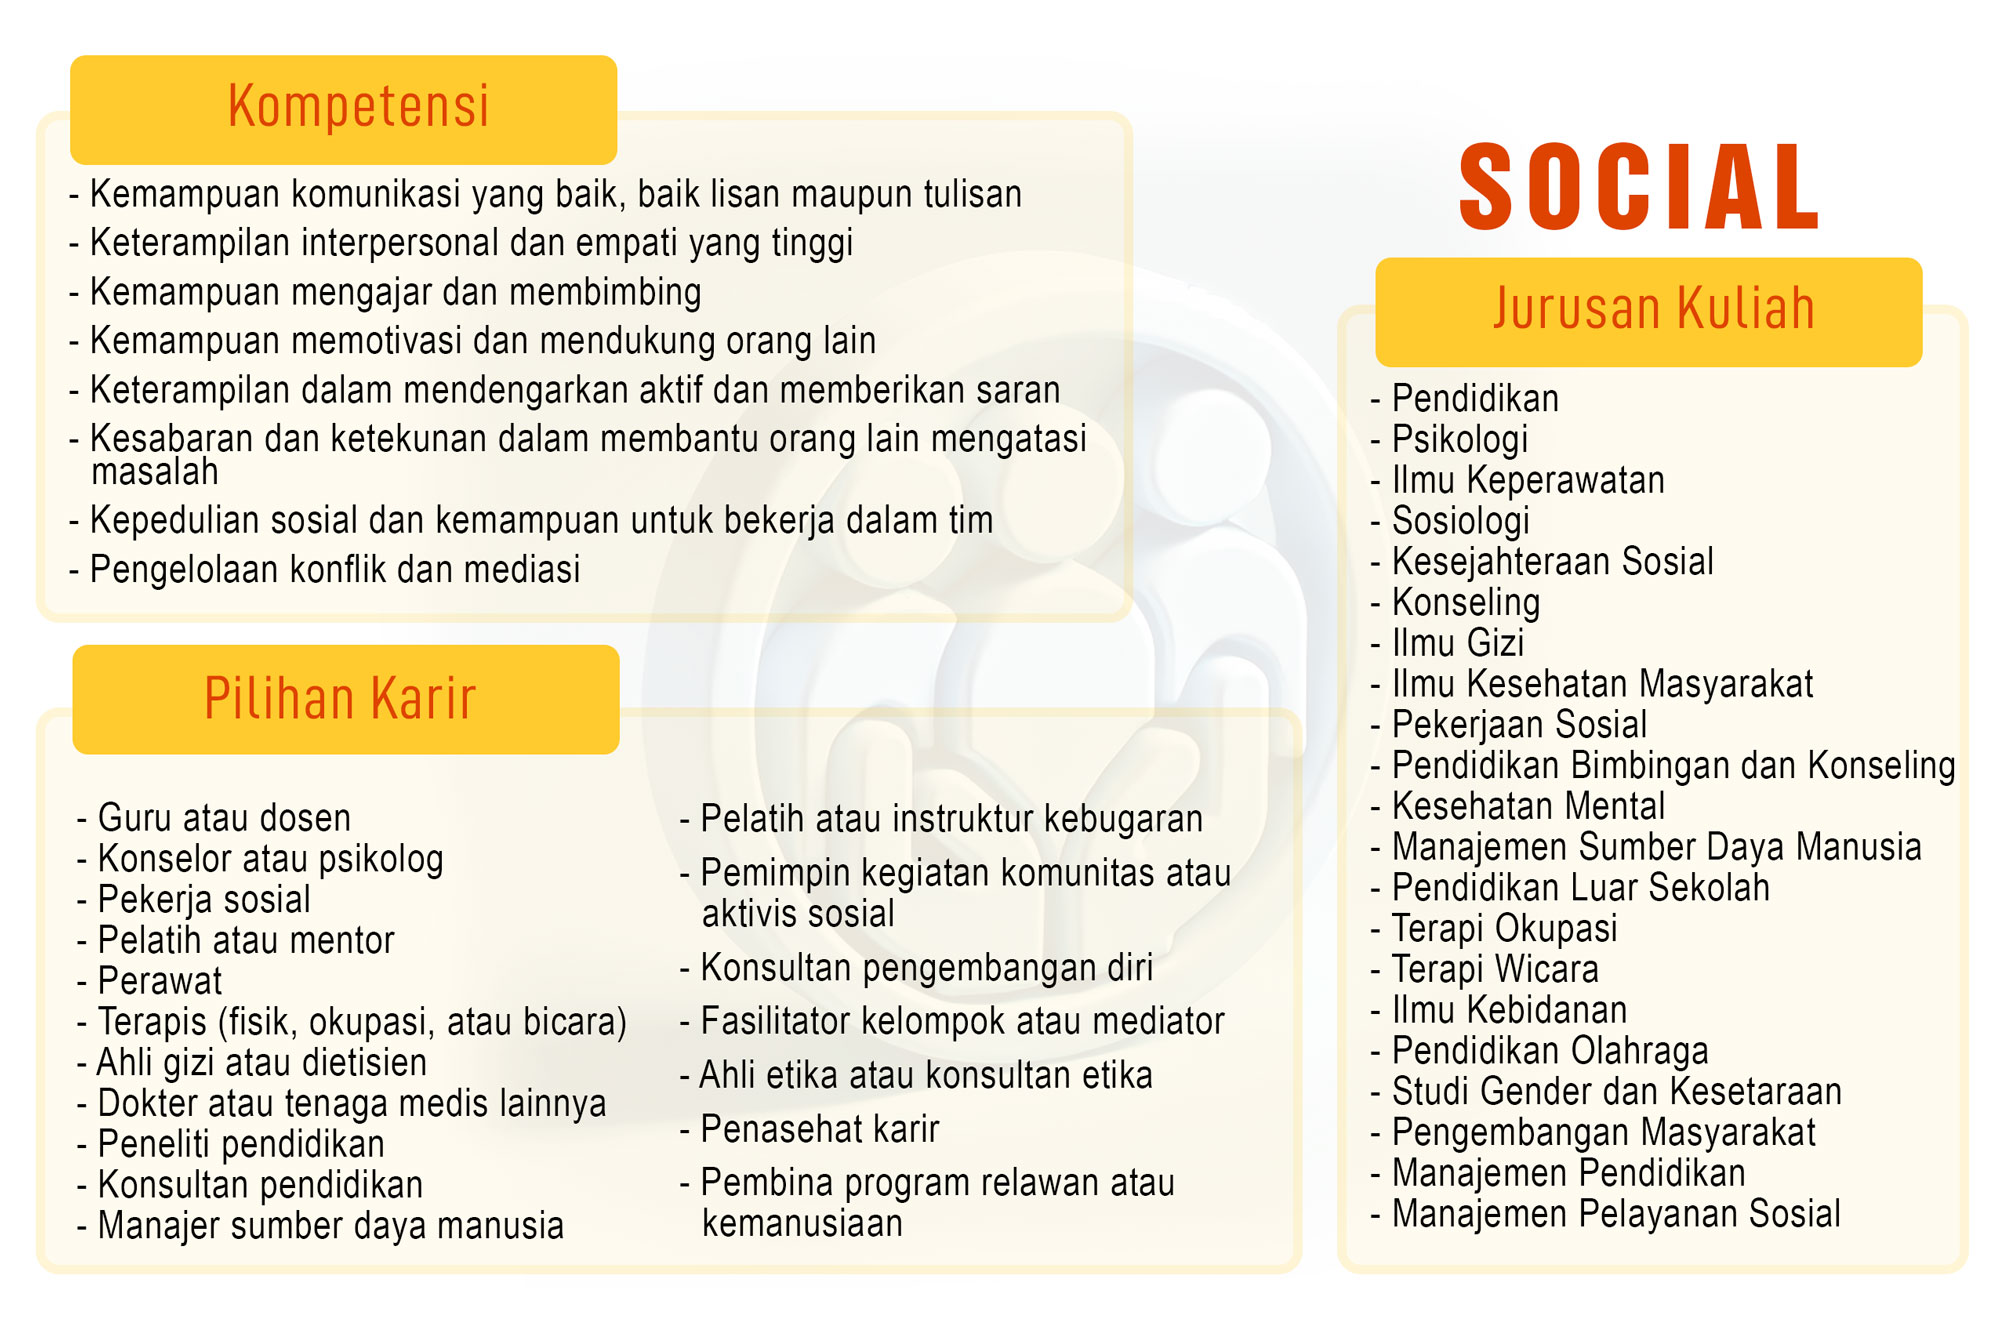 Kompetensi
- Kemampuan komunikasi yang baik, baik lisan maupun tulisan
- Keterampilan interpersonal dan empati yang tinggi
- Kemampuan mengajar dan membimbing
- Kemampuan memotivasi dan mendukung orang lain
- Keterampilan dalam mendengarkan aktif dan memberikan saran
- Kesabaran dan ketekunan dalam membantu orang lain mengatasi
masalah
- Kepedulian sosial dan kemampuan untuk bekerja dalam tim
- Pengelolaan konflik dan mediasi
Pilihan Karir
- Guru atau dosen
- Konselor atau psikolog
- Pekerja sosial
- Pelatih atau mentor
- Perawat
- Terapis (fisik, okupasi, atau bicara)
- Ahli gizi atau dietisien
- Dokter atau tenaga medis lainnya
- Peneliti pendidikan
- Konsultan pendidikan
- Manajer sumber daya manusia
- Pelatih atau instruktur kebugaran
- Pemimpin kegiatan komunitas atau
aktivis sosial
- Konsultan pengembangan diri
- Fasilitator kelompok atau mediator
- Ahli etika atau konsultan etika
- Penasehat karir
- Pembina program relawan atau
kemanusiaan
SOCIAL
Jurusan Kuliah
- Pendidikan
- Psikologi
- Ilmu Keperawatan
- Sosiologi
- Kesejahteraan Sosial
- Konseling
- Ilmu Gizi
- Ilmu Kesehatan Masyarakat
- Pekerjaan Sosial
- Pendidikan Bimbingan dan Konseling
- Kesehatan Mental
- Manajemen Sumber Daya Manusia
- Pendidikan Luar Sekolah
- Terapi Okupasi
- Terapi Wicara
- Ilmu Kebidanan
- Pendidikan Olahraga
- Studi Gender dan Kesetaraan
- Pengembangan Masyarakat
- Manajemen Pendidikan
- Manajemen Pelayanan Sosial